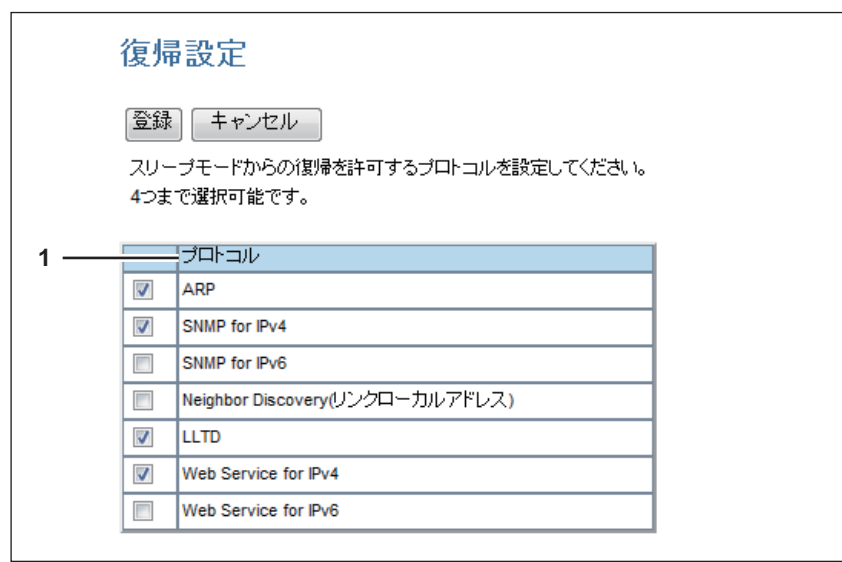 復帰設定
登録 キャンセル
スリープモードからの復帰を許可するプロトコルを設定してください。
4つまで選択可能です。
1
プロトコル
ARP
SNMP for IPv4
SNMP for IPv6
Neighbor Discovery(リンクローカルアドレス)
LLTD
Web Service for IPv4
Web Service for IPv6